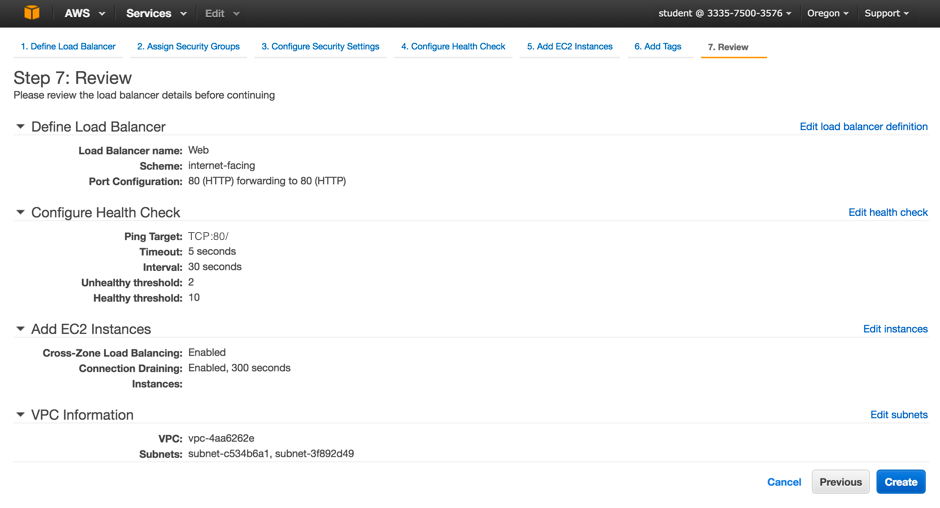 AWS Services Edit student @ 3335-7500-3576 Oregon Support
1. Define Load Balancer 2. Assign Security Groups 3. Configure Security Settings 4. Configure Health Check 5. Add EC2 Instances 6. Add Tags 7. Review
Step 7: Review
Please review the load balancer details before continuing
Define Load Balancer Edit load balancer definition
Load Balancer name: Web
Scheme: internet-facing
Port Configuration: 80 (HTTP) forwarding to 80 (HTTP)
Configure Health Check Edit health check
Ping Target: TCP:80/
Timeout: 5 seconds
Interval: 30 seconds
Unhealthy threshold: 2
Healthy threshold: 10
Add EC2 Instances Edit instances
Cross-Zone Load Balancing: Enabled
Connection Draining: Enabled, 300 seconds
Instances:
VPC Information Edit subnets
VPC: vpc-4aa6262e
Subnets: subnet-c534b6a1, subnet-3f892d49
Cancel Previous Create